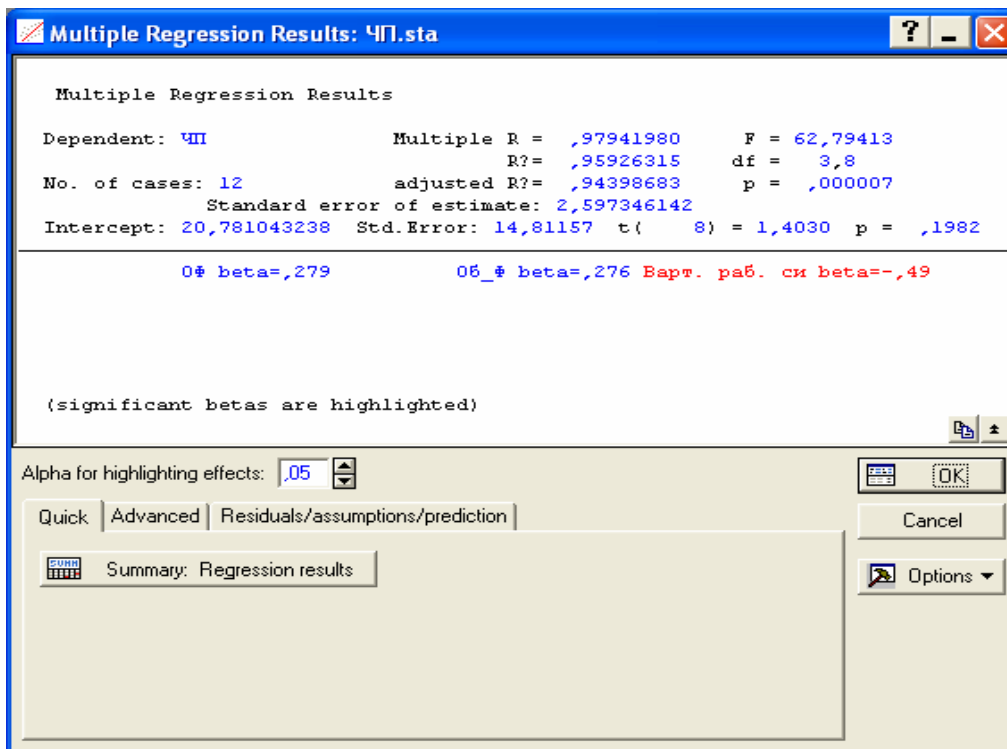 Multiple Regression Results: ЧП.sta
Multiple Regression Results
Dependent: ЧП Multiple R = ,97941980 F = 62,79413
R?= ,95926315 df = 3,8
No. of cases: 12 adjusted R?= ,94398683 p = ,000007
Standard error of estimate: 2,597346142
Intercept: 20,781043238 Std.Error: 14,81157 t( 8) = 1,4030 p = ,1982
ОФ beta=,279 Об_Ф beta=,276 Варт. раб. си beta=-,49
(significant betas are highlighted)
Alpha for highlighting effects: ,05
OK
Quick Advanced Residuals/assumptions/prediction
Cancel
SUMM Summary: Regression results
Options